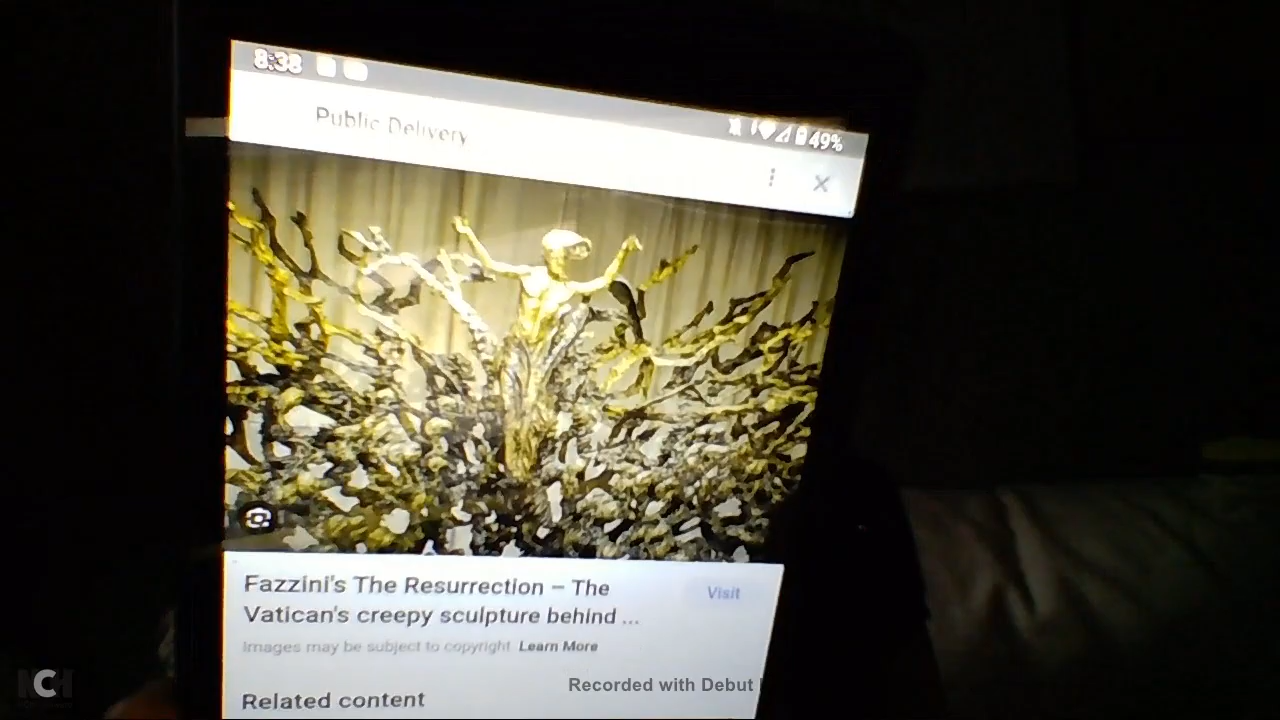 8:38
49%
Public Delivery
Fazzini's The Resurrection – The
Vatican's creepy sculpture behind ...
Visit
Images may be subject to copyright. Learn More
Related content
Recorded with Debut
NCH